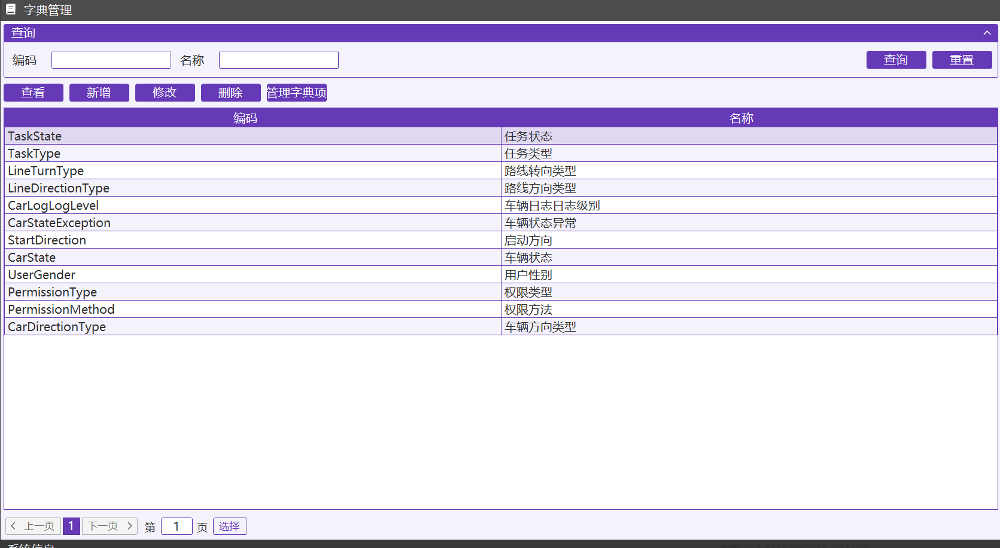 字典管理
查询
编码 名称 查询 重置
查看 新增 修改 删除 管理字典项
编码 名称
TaskState 任务状态
TaskType 任务类型
LineTurnType 路线转向类型
LineDirectionType 路线方向类型
CarLogLogLevel 车辆日志日志级别
CarStateException 车辆状态异常
StartDirection 启动方向
CarState 车辆状态
UserGender 用户性别
PermissionType 权限类型
PermissionMethod 权限方法
CarDirectionType 车辆方向类型
上一页 1 下一页 第 1 页 选择
系统信息